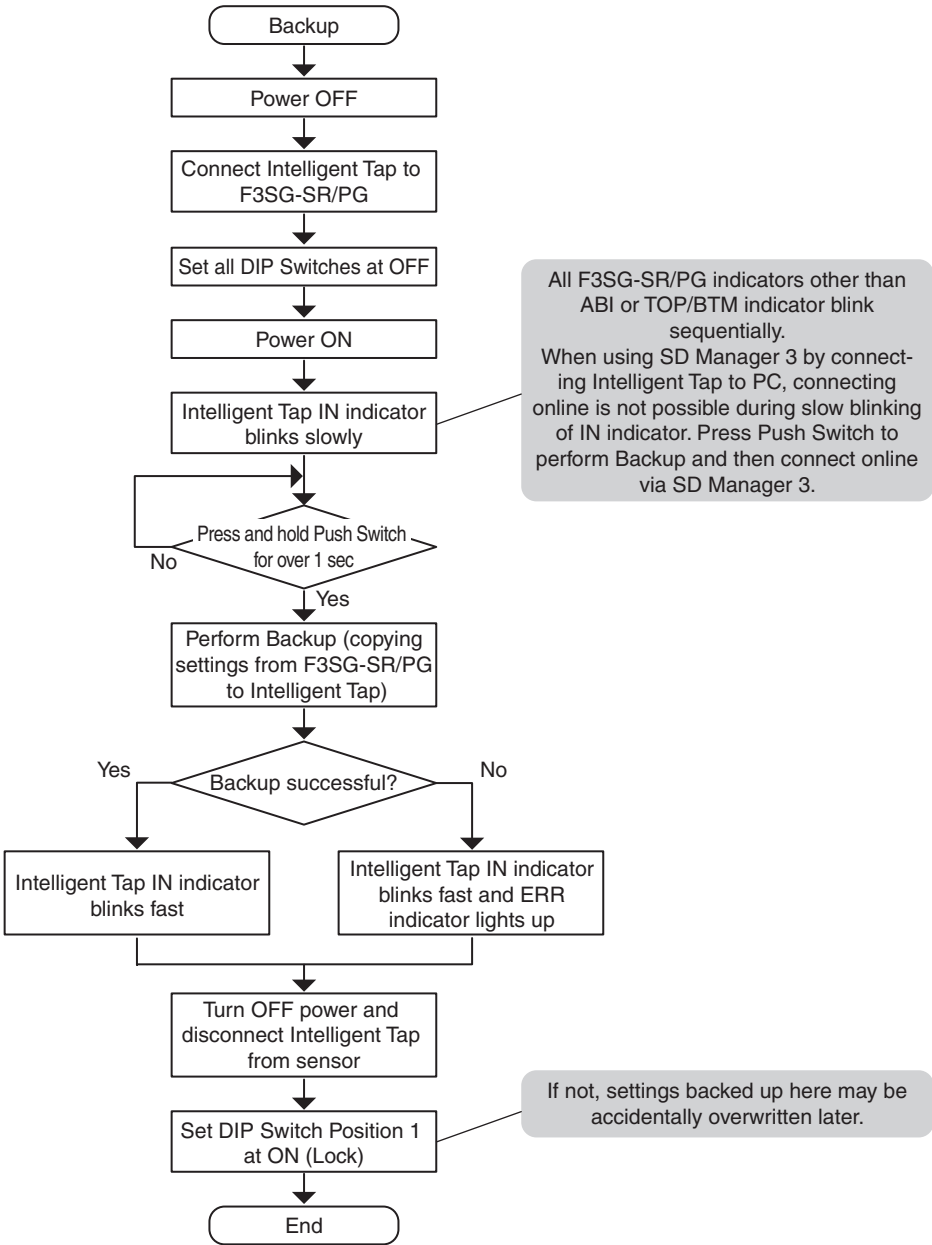 Backup
Power OFF
Connect Intelligent Tap to
F3SG-SR/PG
Set all DIP Switches at OFF
Power ON
Intelligent Tap IN indicator
blinks slowly
All F3SG-SR/PG indicators other than
ABI or TOP/BTM indicator blink
sequentially.
When using SD Manager 3 by connect-
ing Intelligent Tap to PC, connecting
online is not possible during slow blinking
of IN indicator. Press Push Switch to
perform Backup and then connect online
via SD Manager 3.
Press and hold Push Switch
for over 1 sec
No
Yes
Perform Backup (copying
settings from F3SG-SR/PG
to Intelligent Tap)
Backup successful?
Yes
No
Intelligent Tap IN indicator
blinks fast
Intelligent Tap IN indicator
blinks fast and ERR
indicator lights up
Turn OFF power and
disconnect Intelligent Tap
from sensor
Set DIP Switch Position 1
at ON (Lock)
If not, settings backed up here may be
accidentally overwritten later.
End